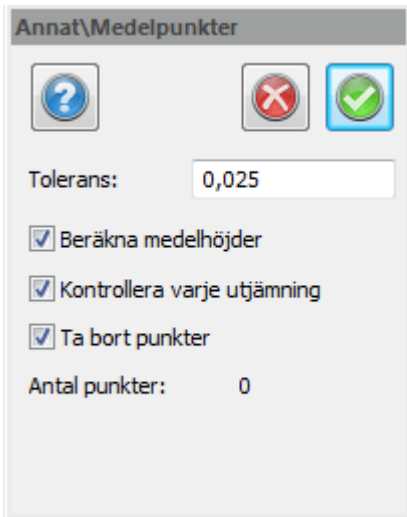 Annat\Medelpunkter
Tolerans: 0,025
Beräkna medelhöjder
Kontrollera varje utjämning
Ta bort punkter
Antal punkter: 0